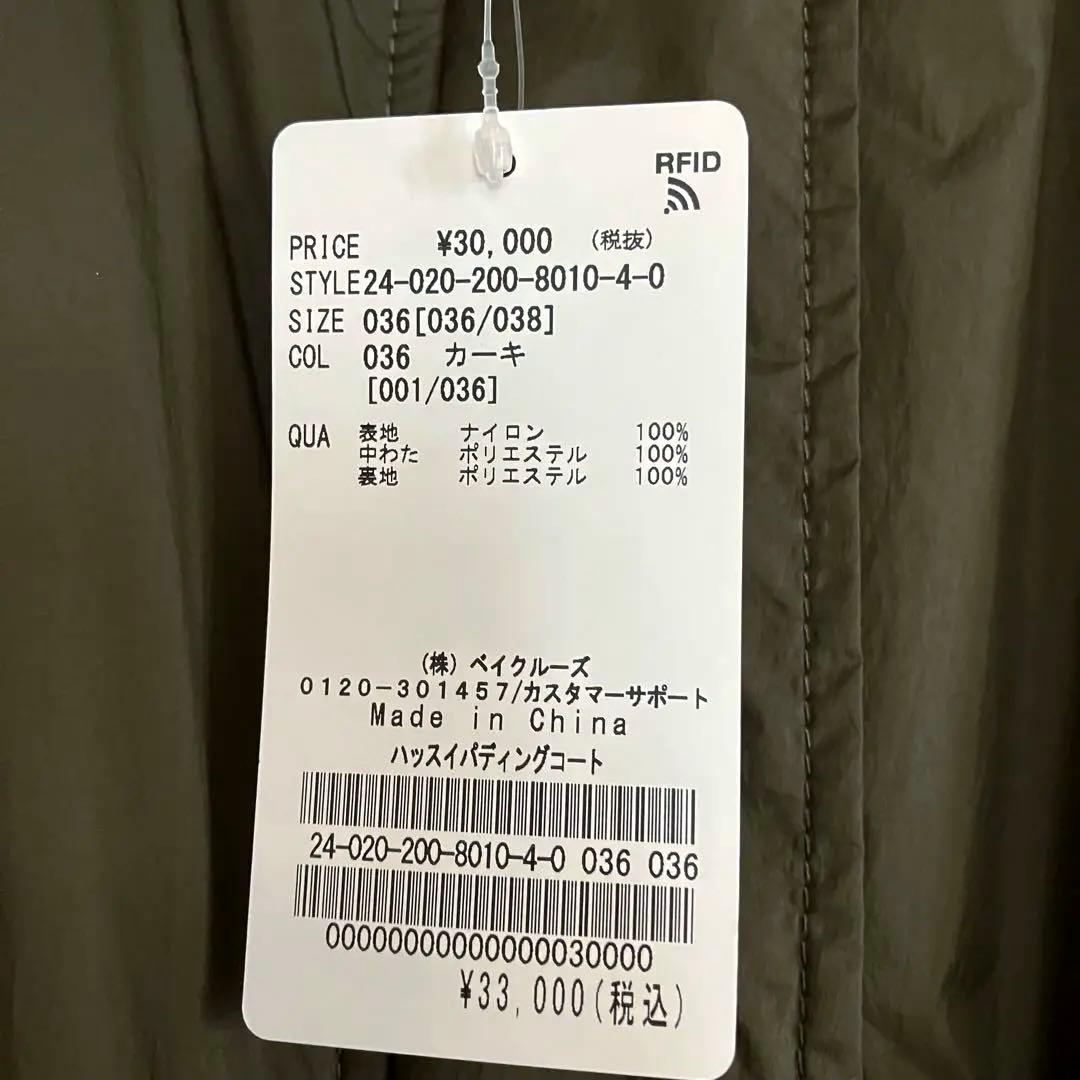 RFID
PRICE ¥30,000 (税抜)
STYLE 24-020-200-8010-4-0
SIZE 036[036/038]
COL 036 カーキ
[001/036]
QUA 表地 ナイロン 100%
中わた ポリエステル 100%
裏地 ポリエステル 100%
(株) ベイクルーズ
0120-301457/カスタマーサポート
Made in China
ハッスイパディングコート
24-020-200-8010-4-0 036 036
00000000000000030000
¥33,000(税込)